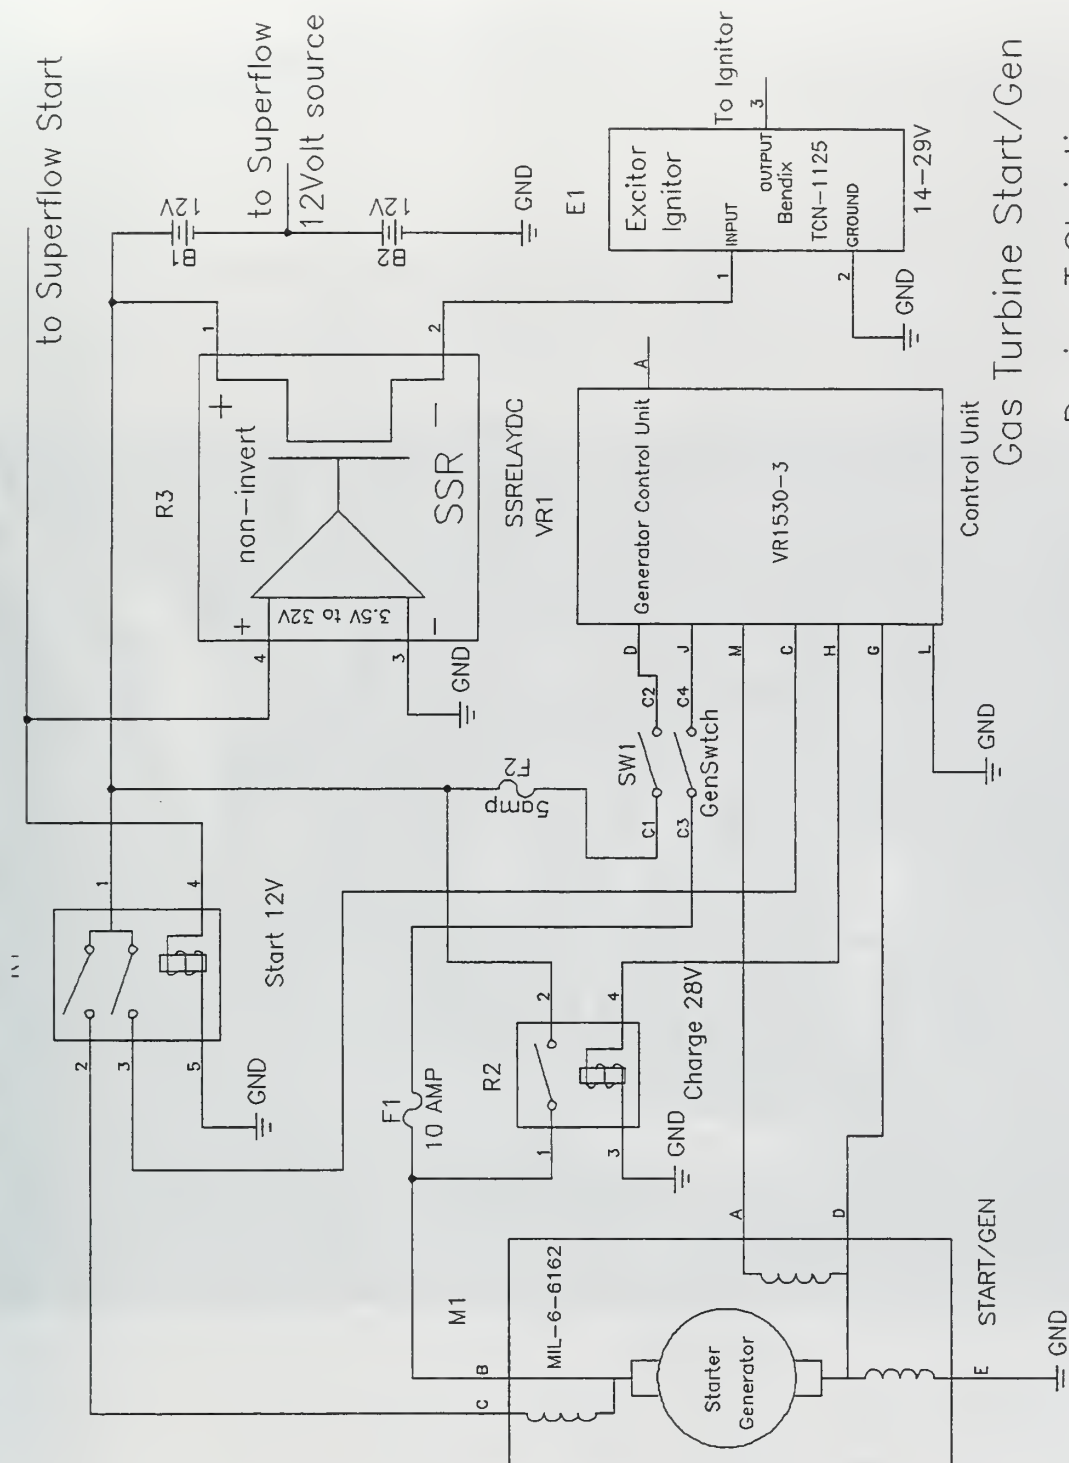 to Superflow Start
to Superflow
12Volt source
12V
B1
12V
B2
GND
E1
Excitor
Ignitor
INPUT
OUTPUT
Bendix
TCN-1125
GROUND
14-29V
To Ignitor
3
1
2
GND
R3
non-invert
+
+
-
-
SSR
3.5V to 32V
1
2
4
3
GND
SSRELAYDC
VR1
Generator Control Unit
VR1530-3
Control Unit
A
D
J
M
C
H
G
L
GND
SW1
GenSwtch
C1
C2
C3
C4
F2
5amp
1
4
2
3
5
Start 12V
GND
F1
10 AMP
R2
2
4
1
3
Charge 28V
GND
M1
MIL-6-6162
B
C
A
D
E
Starter
Generator
START/GEN
GND
Gas Turbine Start/Gen